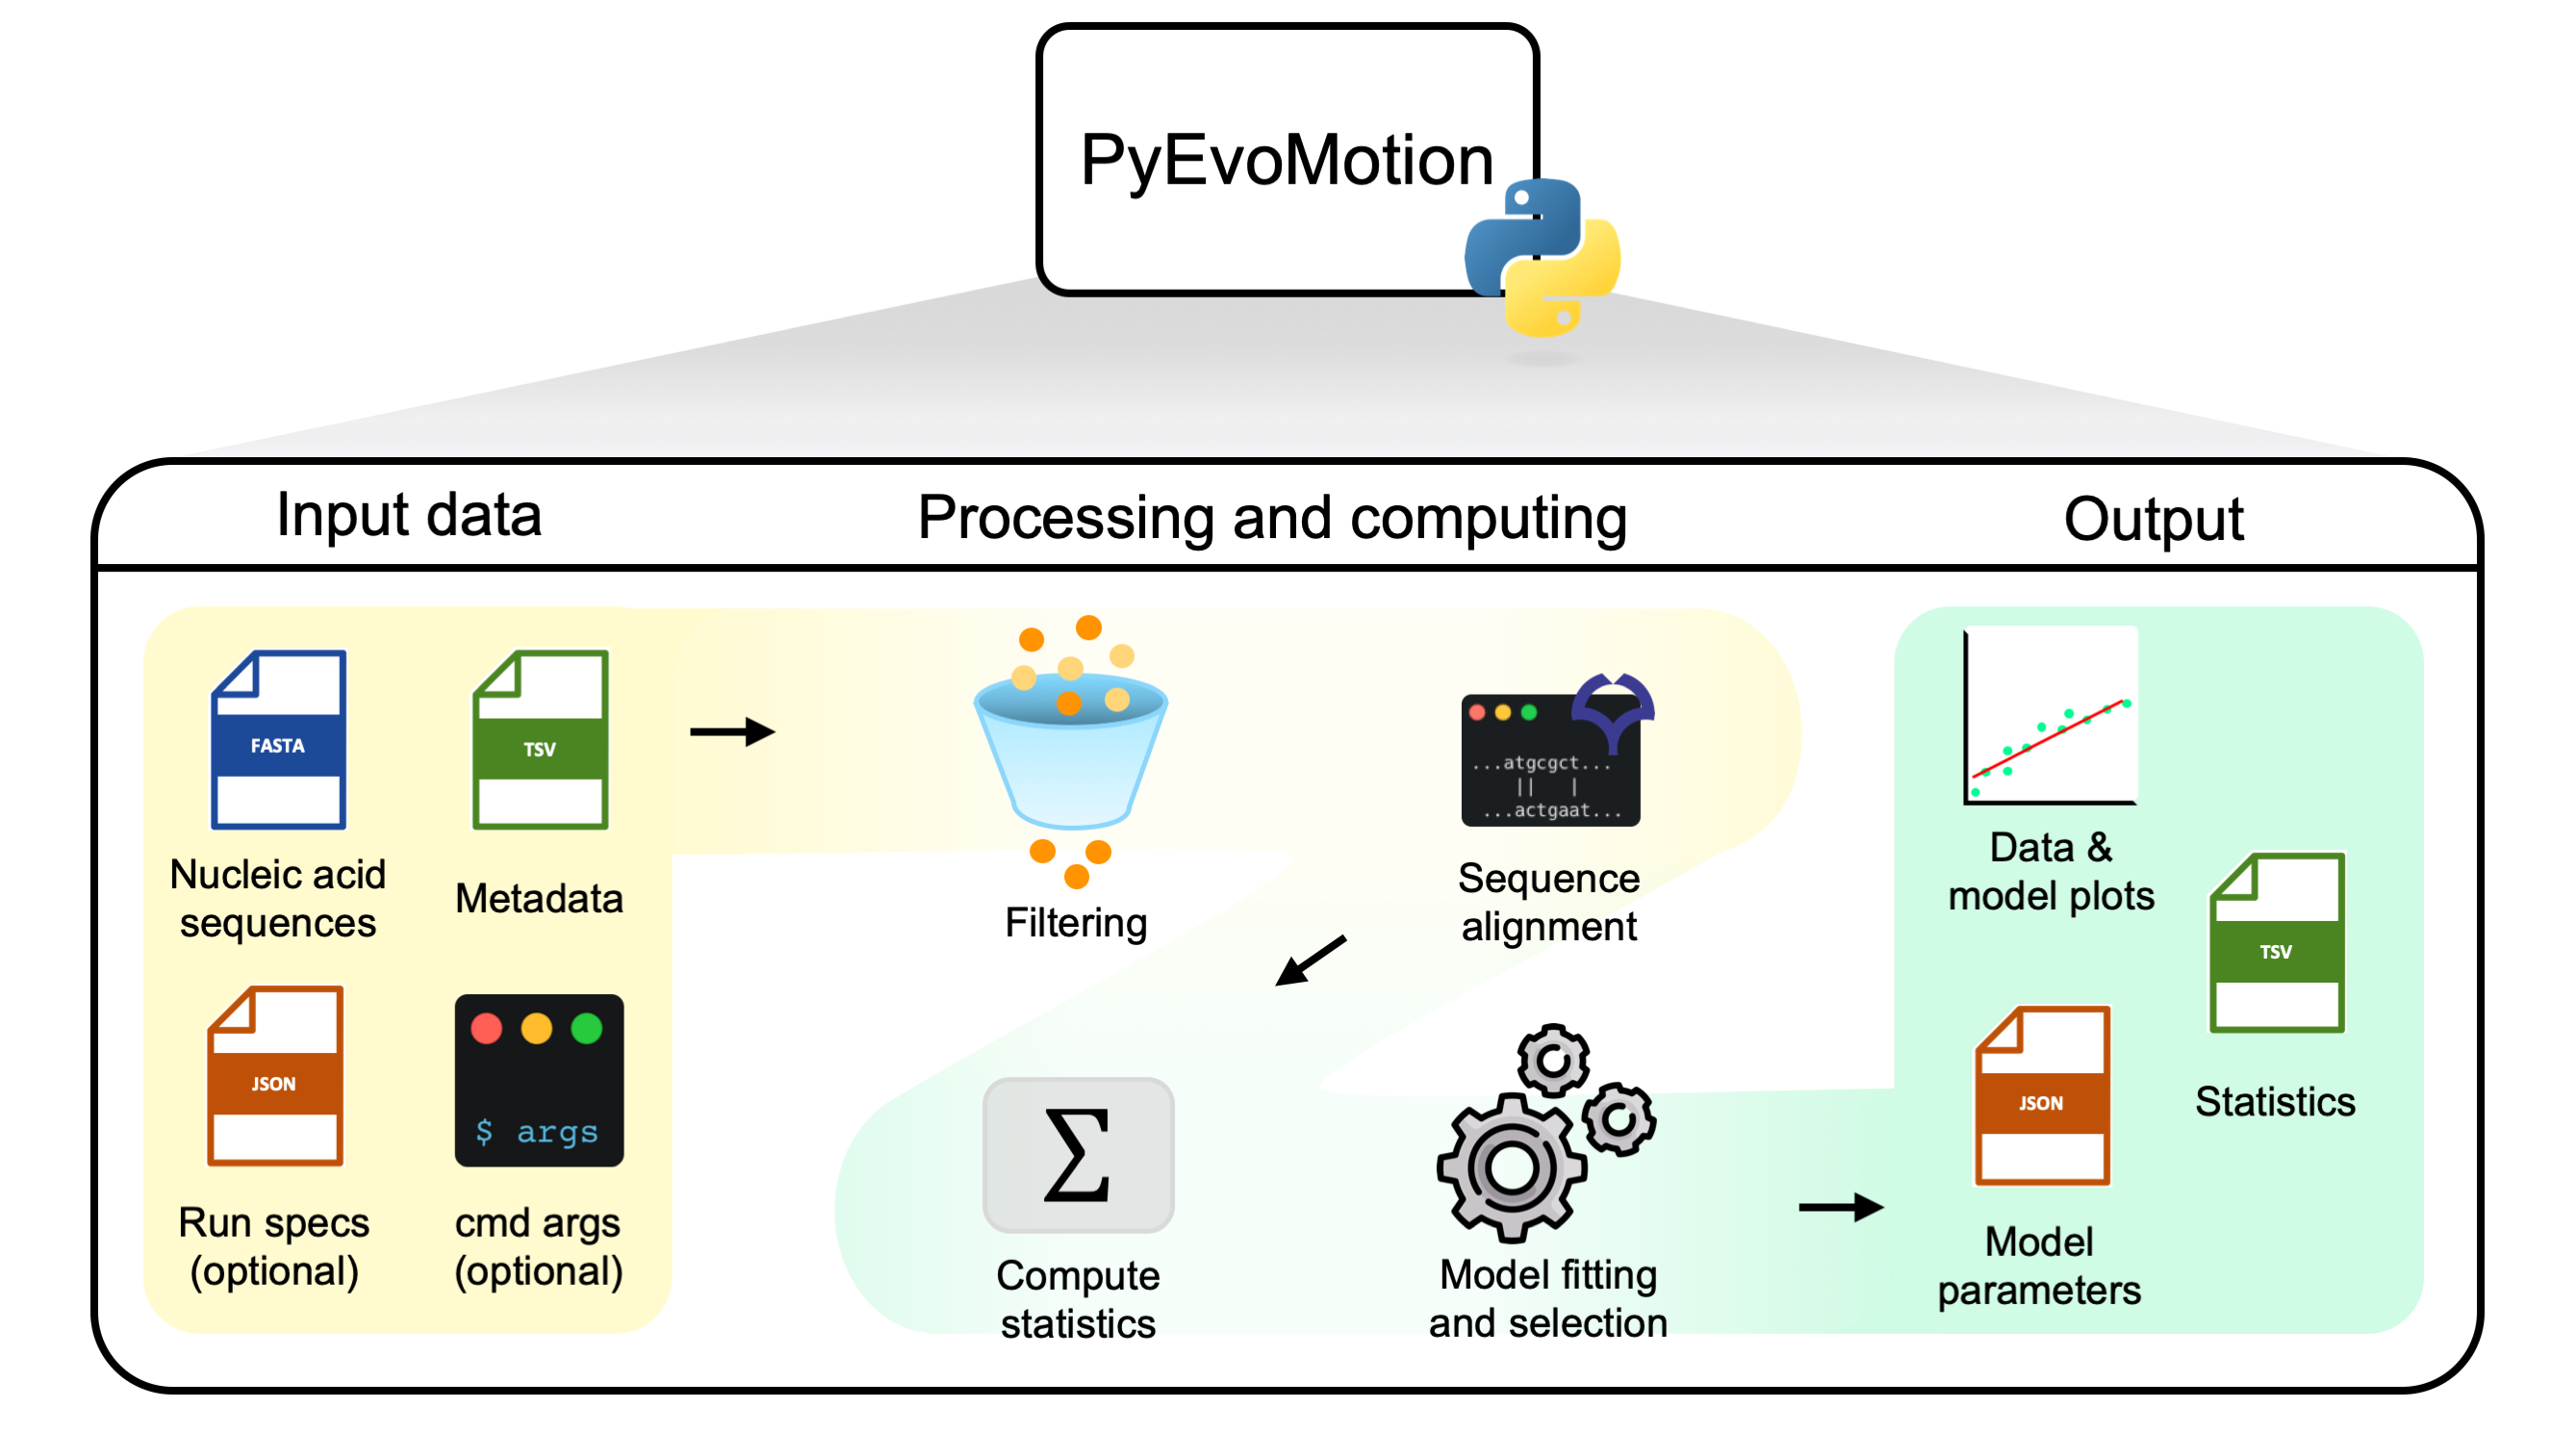 PyEvoMotion
Input data
Processing and computing
Output
FASTA
Nucleic acid
sequences
TSV
Metadata
JSON
Run specs
(optional)
$ args
cmd args
(optional)
Filtering
...atgcgct...
|| |
...actgaat...
Sequence
alignment
Σ
Compute
statistics
Model fitting
and selection
Data &
model plots
TSV
Statistics
JSON
Model
parameters